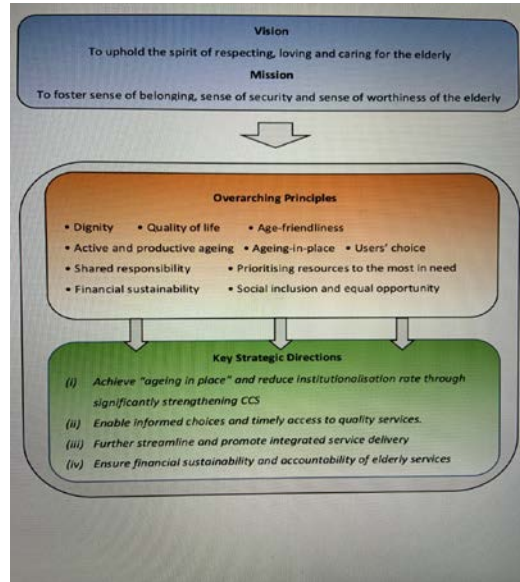 Vision
To uphold the spirit of respecting, loving and caring for the elderly
Mission
To foster sense of belonging, sense of security and sense of worthiness of the elderly
Overarching Principles
• Dignity • Quality of life • Age-friendliness
• Active and productive ageing • Ageing-in-place • Users' choice
• Shared responsibility • Prioritising resources to the most in need
• Financial sustainability • Social inclusion and equal opportunity
Key Strategic Directions
(i) Achieve "ageing in place" and reduce institutionalisation rate through
significantly strengthening CCS
(ii) Enable informed choices and timely access to quality services.
(iii) Further streamline and promote integrated service delivery
(iv) Ensure financial sustainability and accountability of elderly services